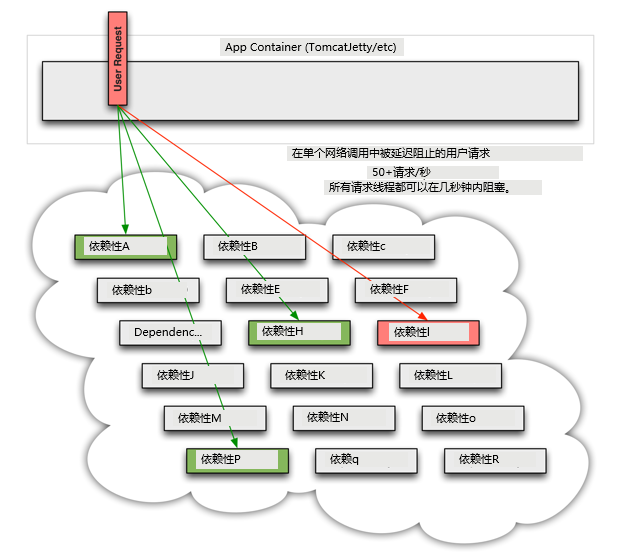 User Request
App Container (TomcatJetty/etc)
在单个网络调用中被延迟阻止的用户请求
50+请求/秒
所有请求线程都可以在几秒钟内阻塞。
依赖性A
依赖性B
依赖性c
依赖性b
依赖性E
依赖性F
Dependenc...
依赖性H
依赖性I
依赖性J
依赖性K
依赖性L
依赖性M
依赖性N
依赖性o
依赖性P
依赖q
依赖性R